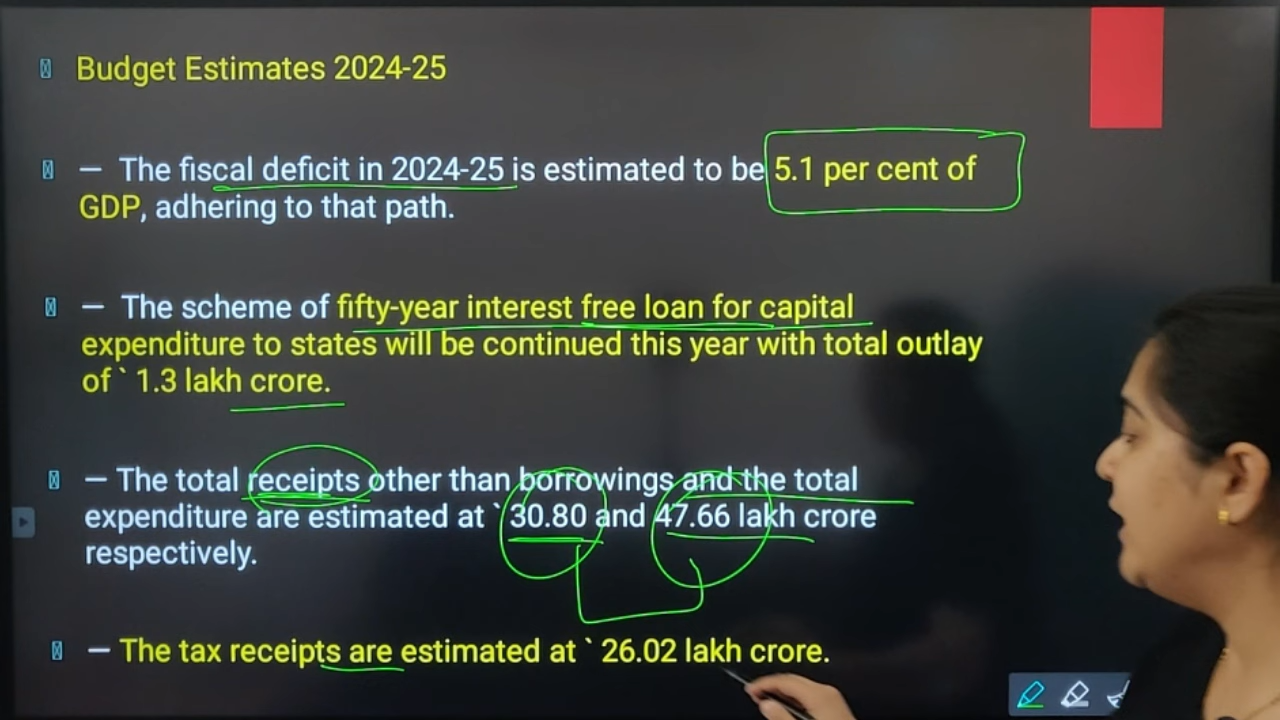 Budget Estimates 2024-25
— The fiscal deficit in 2024-25 is estimated to be 5.1 per cent of
GDP, adhering to that path.
— The scheme of fifty-year interest free loan for capital
expenditure to states will be continued this year with total outlay
of ` 1.3 lakh crore.
— The total receipts other than borrowings and the total
expenditure are estimated at ` 30.80 and 47.66 lakh crore
respectively.
— The tax receipts are estimated at ` 26.02 lakh crore.